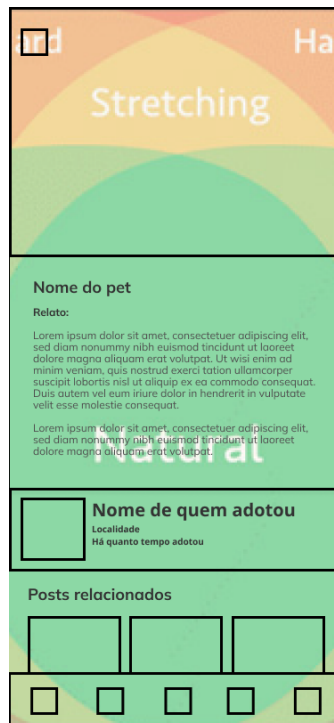 ard
Ha
Stretching
Nome do pet
Relato:
Lorem ipsum dolor sit amet, consectetuer adipiscing elit,
sed diam nonummy nibh euismod tincidunt ut laoreet
dolore magna aliquam erat volutpat. Ut wisi enim ad
minim veniam, quis nostrud exerci tation ullamcorper
suscipit lobortis nisl ut aliquip ex ea commodo consequat.
Duis autem vel eum iriure dolor in hendrerit in vulputate
velit esse molestie consequat.
Lorem ipsum dolor sit amet, consectetuer adipiscing elit,
sed diam nonummy nibh euismod tincidunt ut laoreet
dolore magna aliquam erat volutpat.
Natural
Nome de quem adotou
Localidade
Há quanto tempo adotou
Posts relacionados